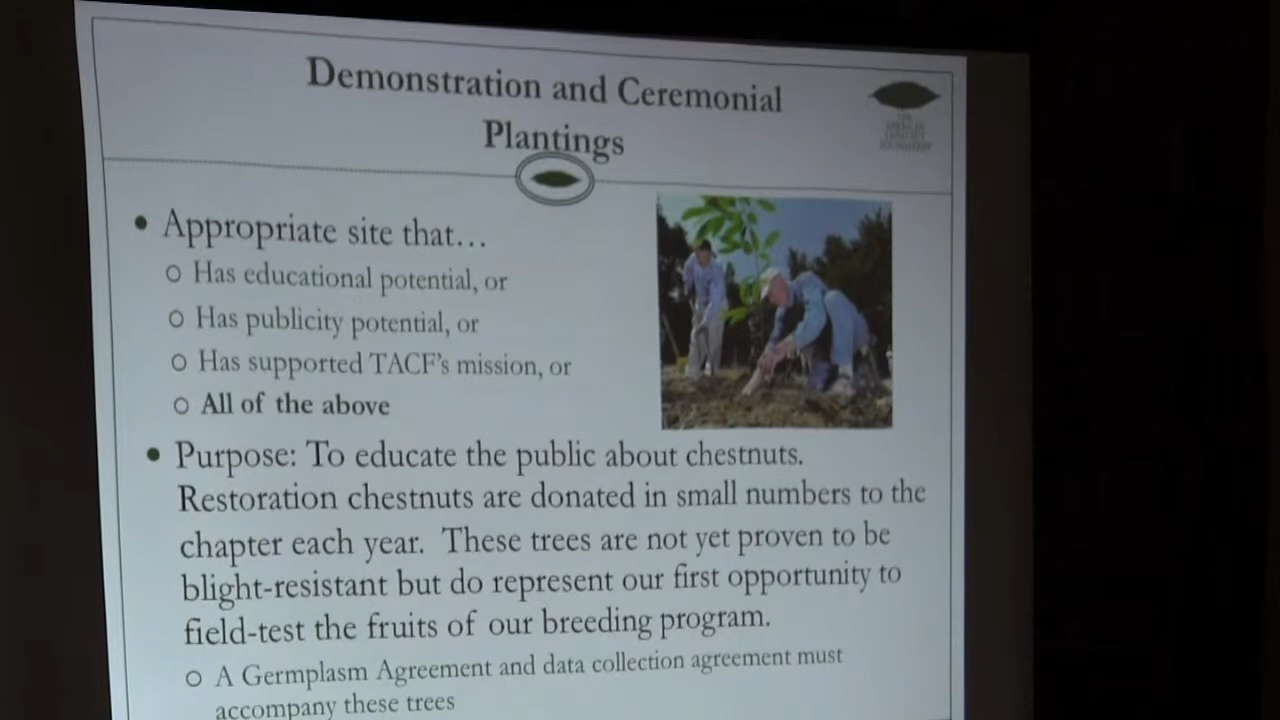 Demonstration and Ceremonial
Plantings
THE
AMERICAN
CHESTNUT
FOUNDATION
• Appropriate site that…
o Has educational potential, or
o Has publicity potential, or
o Has supported TACF's mission, or
o All of the above
• Purpose: To educate the public about chestnuts.
Restoration chestnuts are donated in small numbers to the
chapter each year. These trees are not yet proven to be
blight-resistant but do represent our first opportunity to
field-test the fruits of our breeding program.
o A Germplasm Agreement and data collection agreement must
accompany these trees